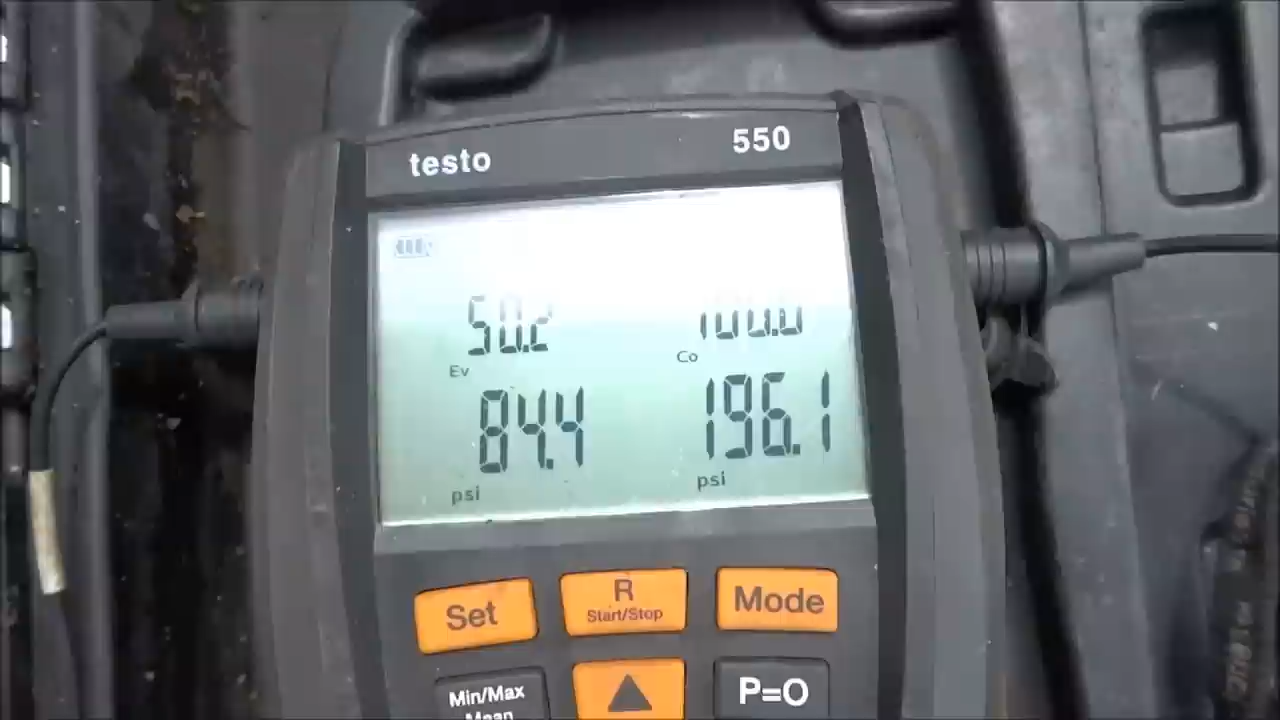 testo 550
50.2 100.0
Ev Co
84.4 196.1
psi psi
Set R Mode
Start/Stop
Min/Max P=O
Mean